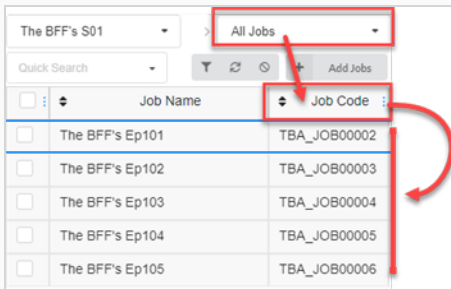 The BFF's S01 > All Jobs
Quick Search + Add Jobs
Job Name Job Code
The BFF's Ep101 TBA_JOB00002
The BFF's Ep102 TBA_JOB00003
The BFF's Ep103 TBA_JOB00004
The BFF's Ep104 TBA_JOB00005
The BFF's Ep105 TBA_JOB00006